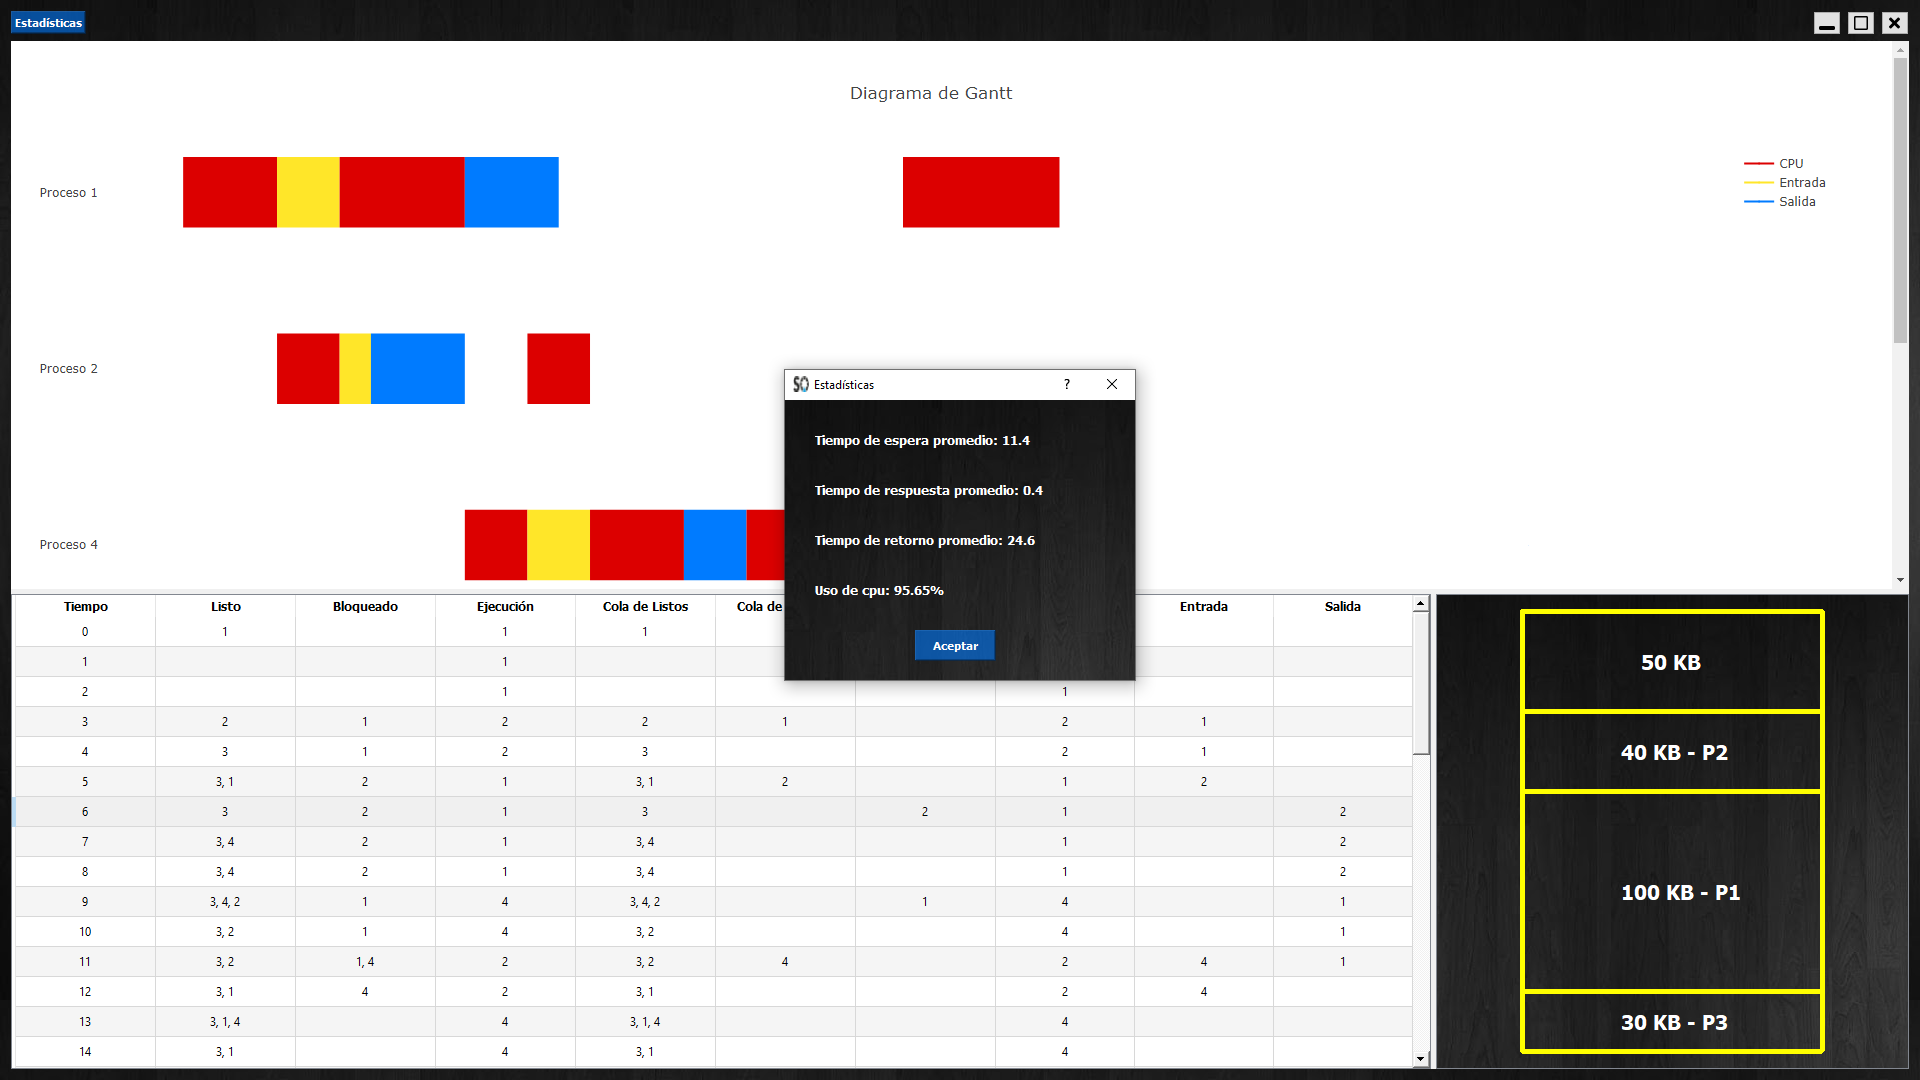 Estadísticas
Diagrama de Gantt
CPU
Entrada
Salida
Proceso 1
Proceso 2
Proceso 4
SO Estadísticas ?
Tiempo de espera promedio: 11.4
Tiempo de respuesta promedio: 0.4
Tiempo de retorno promedio: 24.6
Uso de cpu: 95.65%
Aceptar
Tiempo Listo Bloqueado Ejecución Cola de Listos Cola de Entrada Salida
0 1 1 1
1 1
2 1 1
3 2 1 2 2 1 2 1
4 3 1 2 3 2 1
5 3, 1 2 1 3, 1 2 1 2
6 3 2 1 3 2 1 2
7 3, 4 2 1 3, 4 1 2
8 3, 4 2 1 3, 4 1 2
9 3, 4, 2 1 4 3, 4, 2 1 4 1
10 3, 2 1 4 3, 2 4 1
11 3, 2 1, 4 2 3, 2 4 2 4 1
12 3, 1 4 2 3, 1 2 4
13 3, 1, 4 4 3, 1, 4 4
14 3, 1 4 3, 1 4
50 KB
40 KB - P2
100 KB - P1
30 KB - P3